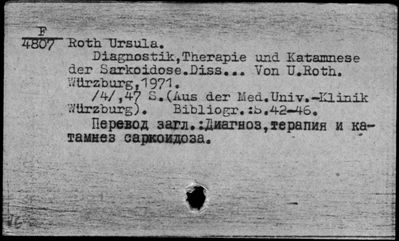 F
4807
Roth Ursula.
Diagnostik,Therapie und Katamnese
der Sarkoidose.Diss... Von U.Roth.
Würzburg,1971.
/4/,47 S.(Aus der Med.Univ.-Klinik
Würzburg). Bibliogr.:S.42-46.
Перевод загл.:Диагноз,терапия и ка-
тамнез саркоидоза.